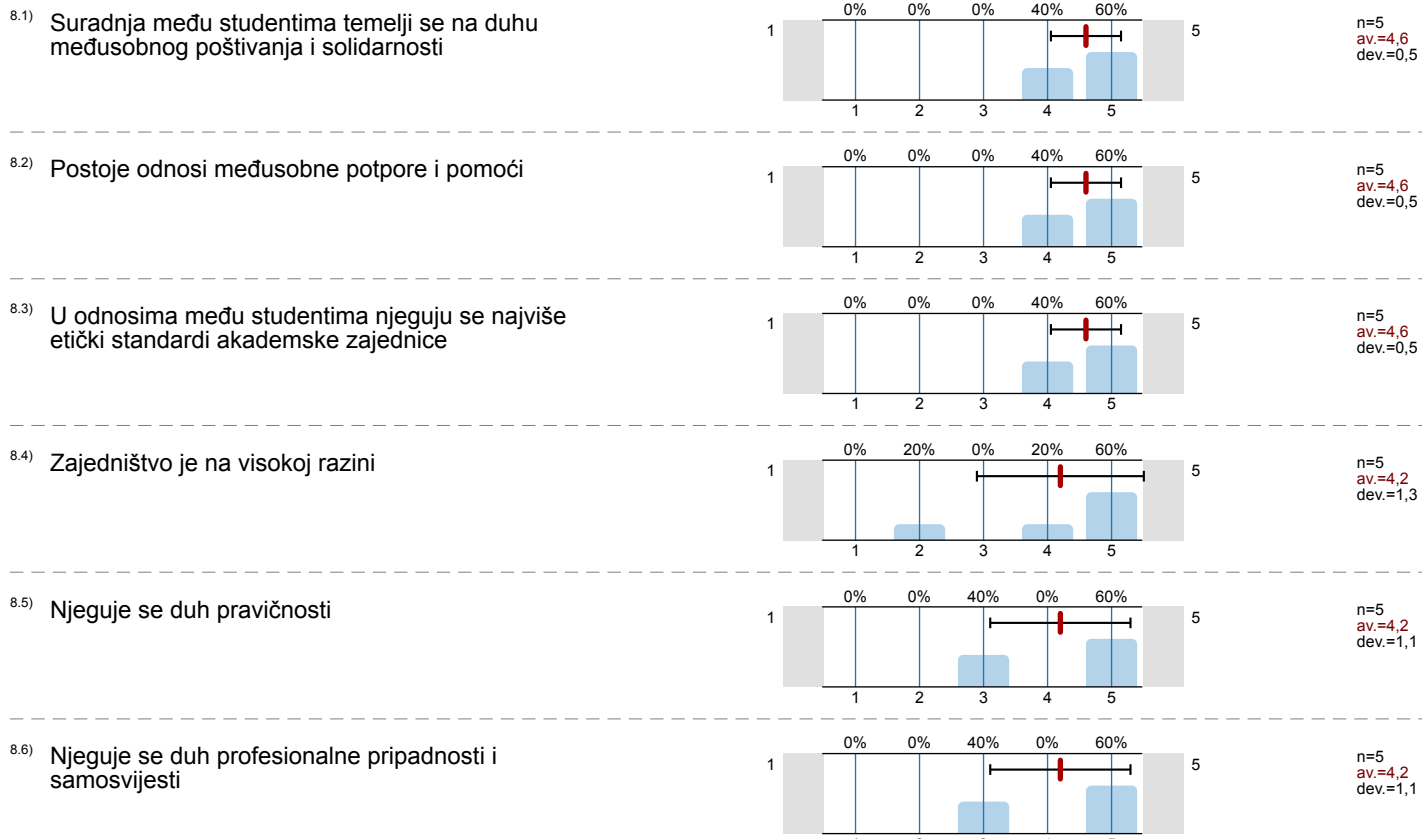 8.1) Suradnja među studentima temelji se na duhu
međusobnog poštivanja i solidarnosti
0% 0% 0% 40% 60%
1 5
1 2 3 4 5
n=5
av.=4,6
dev.=0,5
8.2) Postoje odnosi međusobne potpore i pomoći
0% 0% 0% 40% 60%
1 5
1 2 3 4 5
n=5
av.=4,6
dev.=0,5
8.3) U odnosima među studentima njeguju se najviše
etički standardi akademske zajednice
0% 0% 0% 40% 60%
1 5
1 2 3 4 5
n=5
av.=4,6
dev.=0,5
8.4) Zajedništvo je na visokoj razini
0% 20% 0% 20% 60%
1 5
1 2 3 4 5
n=5
av.=4,2
dev.=1,3
8.5) Njeguje se duh pravičnosti
0% 0% 40% 0% 60%
1 5
1 2 3 4 5
n=5
av.=4,2
dev.=1,1
8.6) Njeguje se duh profesionalne pripadnosti i
samosvijesti
0% 0% 40% 0% 60%
1 5
n=5
av.=4,2
dev.=1,1